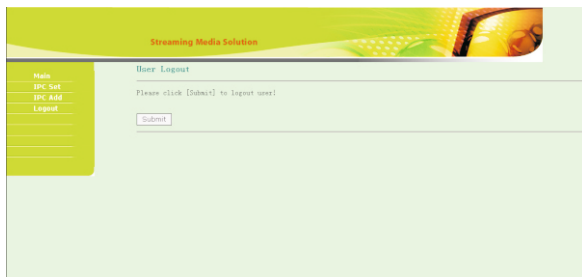 Streaming Media Solution
Main
IPC Set
IPC Add
Logout
User Logout
Please click [Submit] to logout user!
Submit